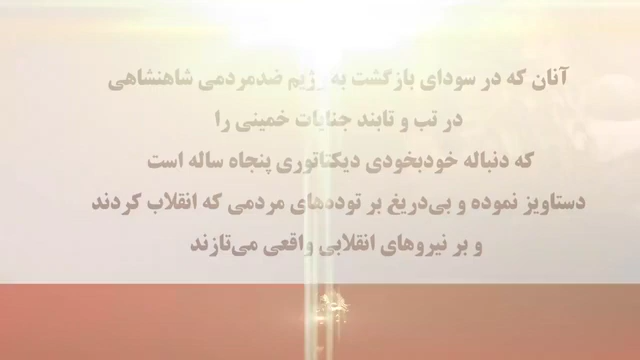 آنان که در سودای بازگشت به رژیم ضدمردمی شاهنشاهی
در تب و تابند جنایات خمینی را
که دنباله خودبخودی دیکتاتوری پنجاه ساله است
دستاویز نموده و بی‌دریغ بر توده‌های مردمی که انقلاب کردند
و بر نیروهای انقلابی واقعی می‌تازند